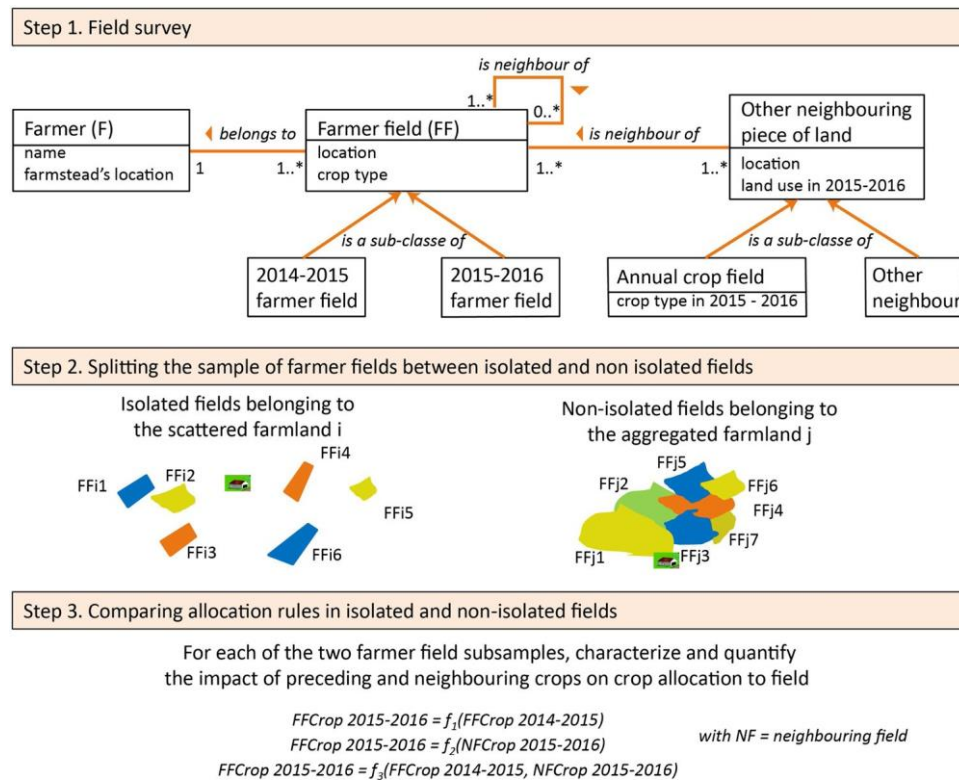 Step 1. Field survey
is neighbour of
1..*
0..*
Farmer (F)
name
farmstead's location
belongs to
1
1..*
Farmer field (FF)
location
crop type
is neighbour of
1..*
1..*
Other neighbouring
piece of land
location
land use in 2015-2016
is a sub-classe of
is a sub-classe of
2014-2015
farmer field
2015-2016
farmer field
Annual crop field
crop type in 2015 - 2016
Other
neighbour
Step 2. Splitting the sample of farmer fields between isolated and non isolated fields
Isolated fields belonging to
the scattered farmland i
FFi1
FFi2
FFi3
FFi4
FFi5
FFi6
Non-isolated fields belonging to
the aggregated farmland j
FFj5
FFj2
FFj6
FFj4
FFj7
FFj1
FFj3
Step 3. Comparing allocation rules in isolated and non-isolated fields
For each of the two farmer field subsamples, characterize and quantify
the impact of preceding and neighbouring crops on crop allocation to field
FFCrop 2015-2016 = f₁(FFCrop 2014-2015)
FFCrop 2015-2016 = f₂(NFCrop 2015-2016)
FFCrop 2015-2016 = f₃(FFCrop 2014-2015, NFCrop 2015-2016)
with NF = neighbouring field